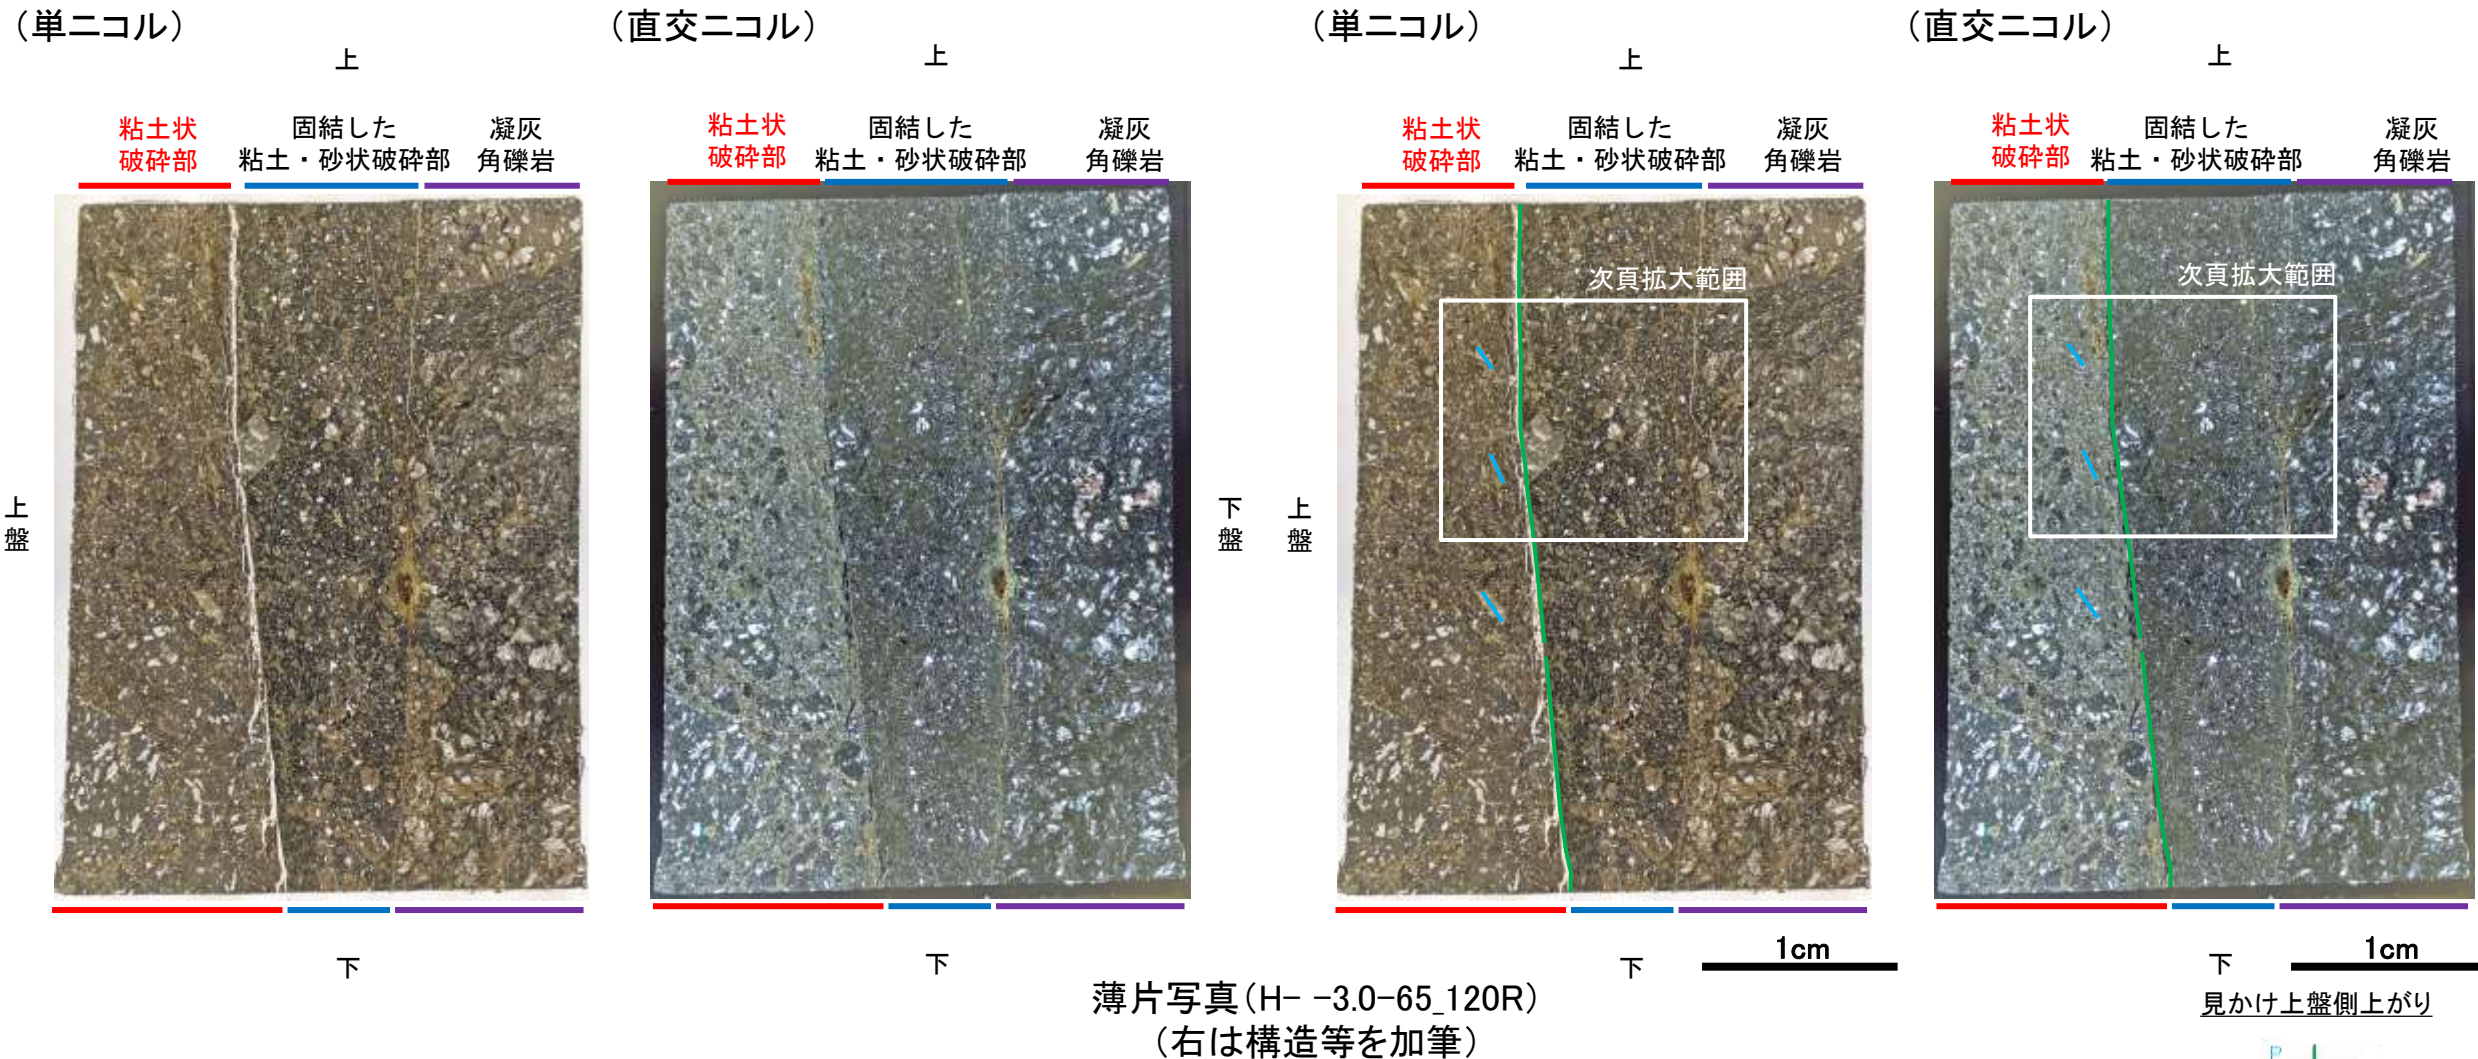 （単ニコル）
（直交ニコル）
（単ニコル）
（直交ニコル）
上
上
上
上
粘土状
破砕部
固結した
粘土・砂状破砕部
凝灰
角礫岩
粘土状
破砕部
固結した
粘土・砂状破砕部
凝灰
角礫岩
粘土状
破砕部
固結した
粘土・砂状破砕部
凝灰
角礫岩
粘土状
破砕部
固結した
粘土・砂状破砕部
凝灰
角礫岩
次頁拡大範囲
次頁拡大範囲
上
盤
下
盤
上
盤
下
下
下
下
1cm
1cm
薄片写真（H- -3.0-65_120R）
（右は構造等を加筆）
見かけ上盤側上がり
P